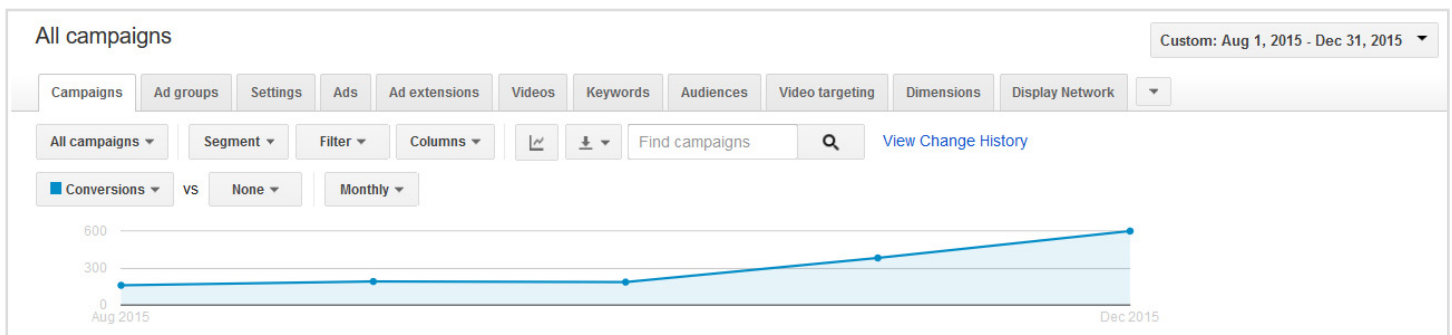 All campaigns
Custom: Aug 1, 2015 - Dec 31, 2015
Campaigns Ad groups Settings Ads Ad extensions Videos Keywords Audiences Video targeting Dimensions Display Network
All campaigns Segment Filter Columns Find campaigns View Change History
Conversions VS None Monthly
600
300
0
Aug 2015 Dec 2015